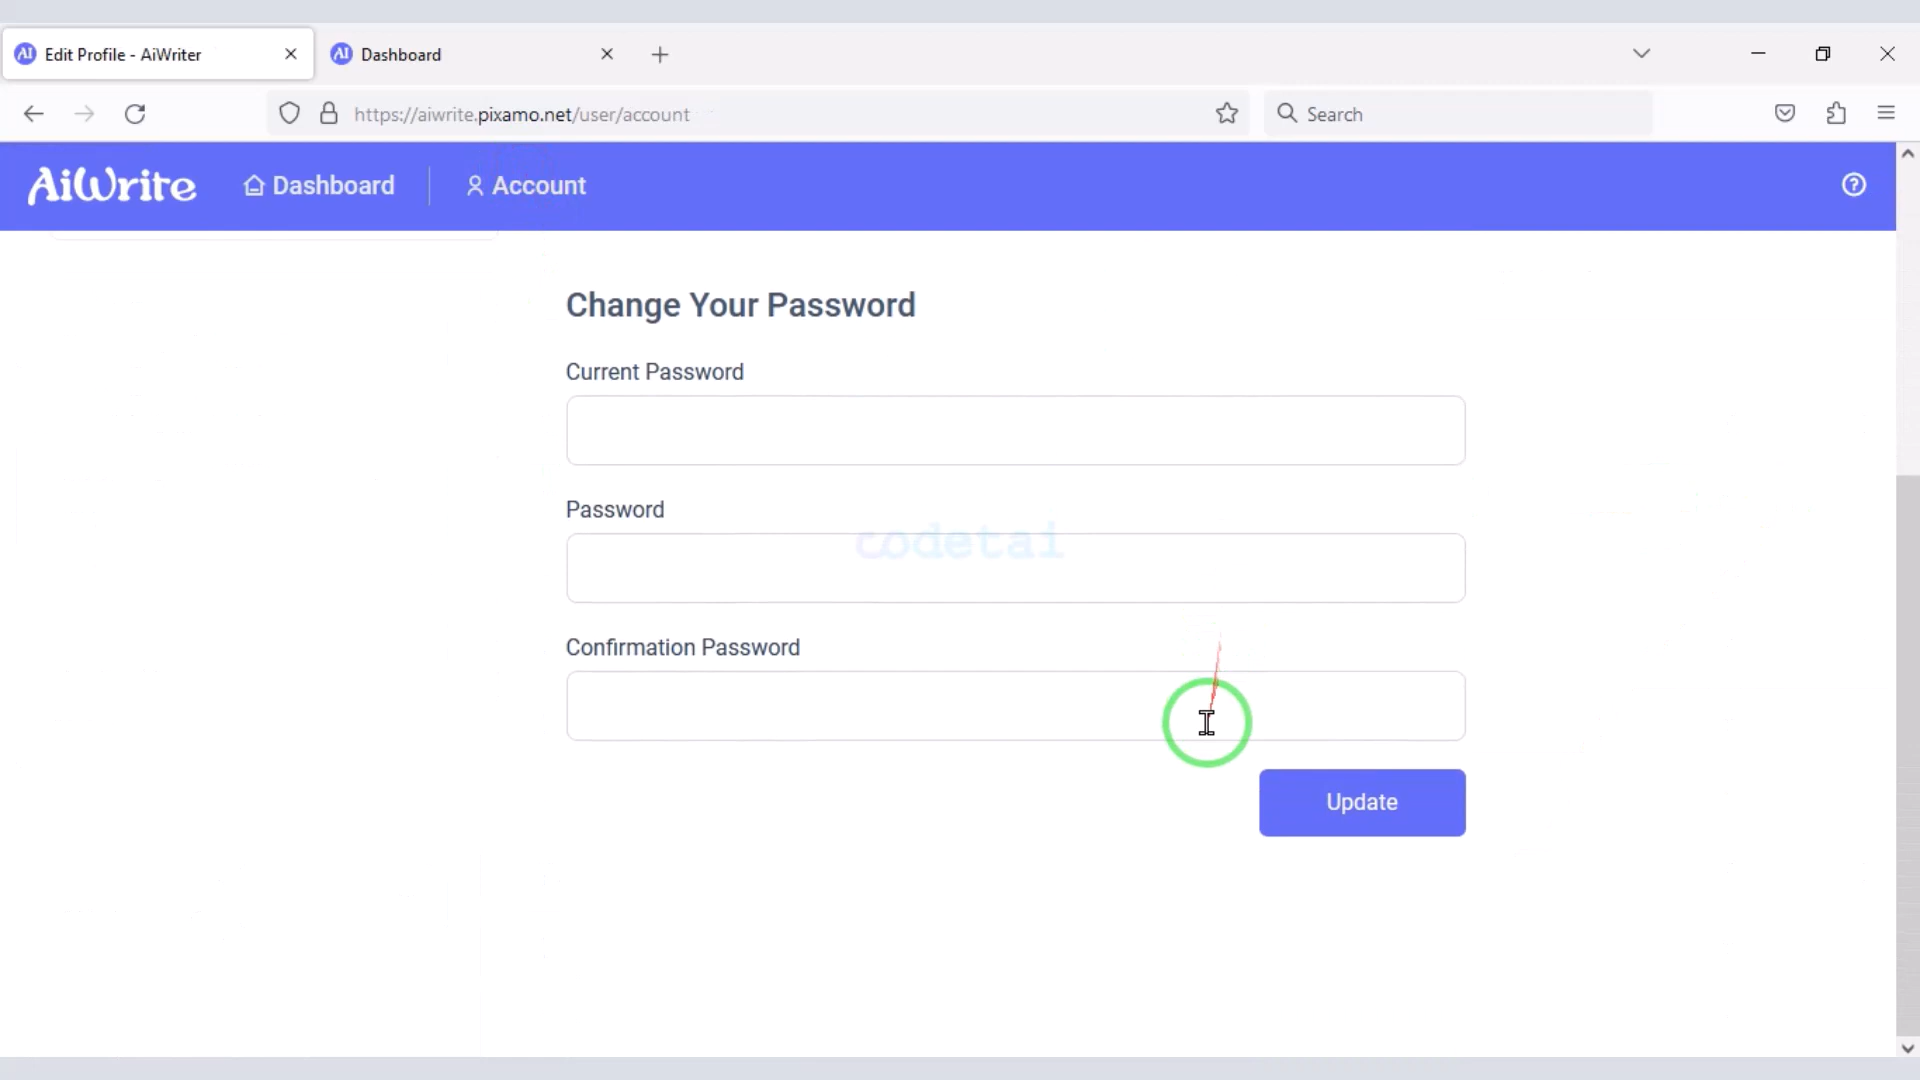 Edit Profile - AiWriter
Dashboard
https://aiwrite.pixamo.net/user/account
Search
AiWrite
Dashboard
Account
Change Your Password
Current Password
Password
codetai
Confirmation Password
Update